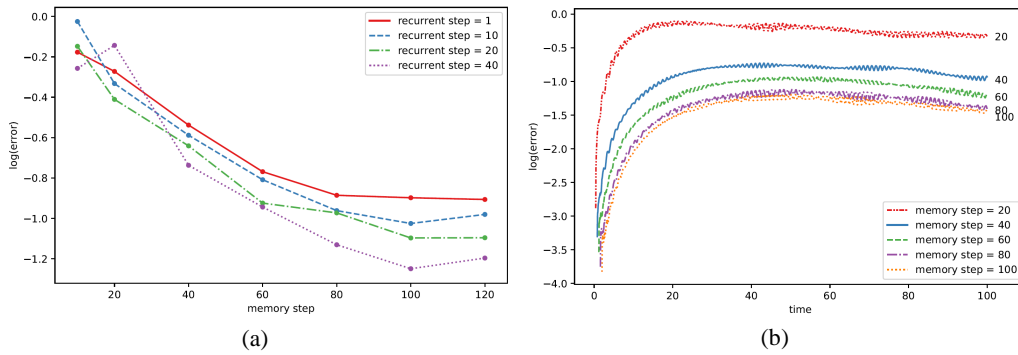 0.0
−0.2
−0.4
−0.6
−0.8
−1.0
−1.2
log(error)
20
40
60
80
100
120
memory step
recurrent step = 1
recurrent step = 10
recurrent step = 20
recurrent step = 40
(a)
0.0
−0.5
−1.0
−1.5
−2.0
−2.5
−3.0
−3.5
−4.0
log(error)
0
20
40
60
80
100
time
20
40
60
80
100
memory step = 20
memory step = 40
memory step = 60
memory step = 80
memory step = 100
(b)